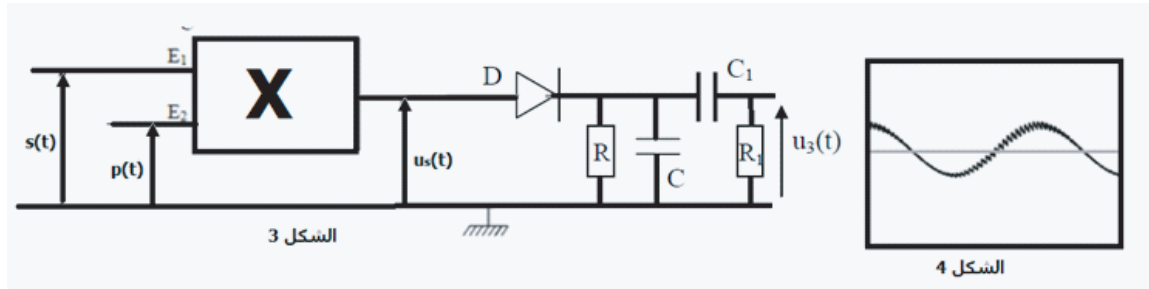 E₁
X
E₂
s(t)
p(t)
uₛ(t)
D
R
C
C₁
R₁
u₃(t)
الشكل 3
الشكل 4